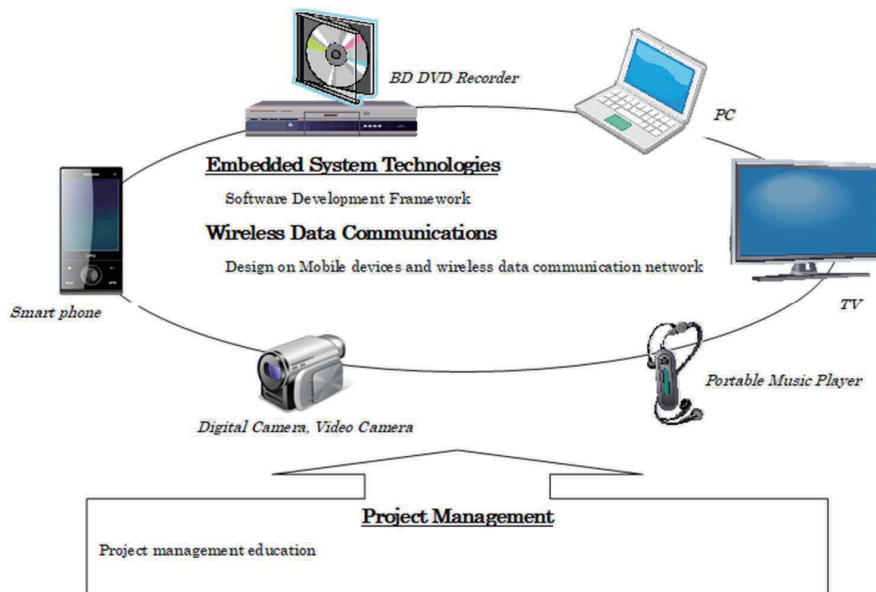 BD DVD Recorder
PC
Embedded System Technologies
Software Development Framework
Wireless Data Communications
Design on Mobile devices and wireless data communication network
Smart phone
TV
Portable Music Player
Digital Camera, Video Camera
Project Management
Project management education